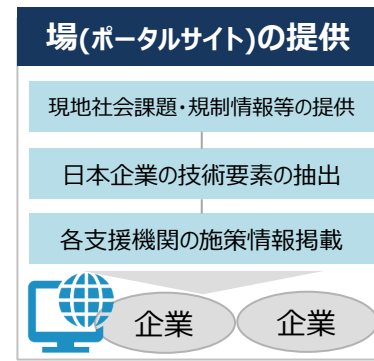 場(ポータルサイト)の提供
現地社会課題・規制情報等の提供
日本企業の技術要素の抽出
各支援機関の施策情報掲載
企業
企業